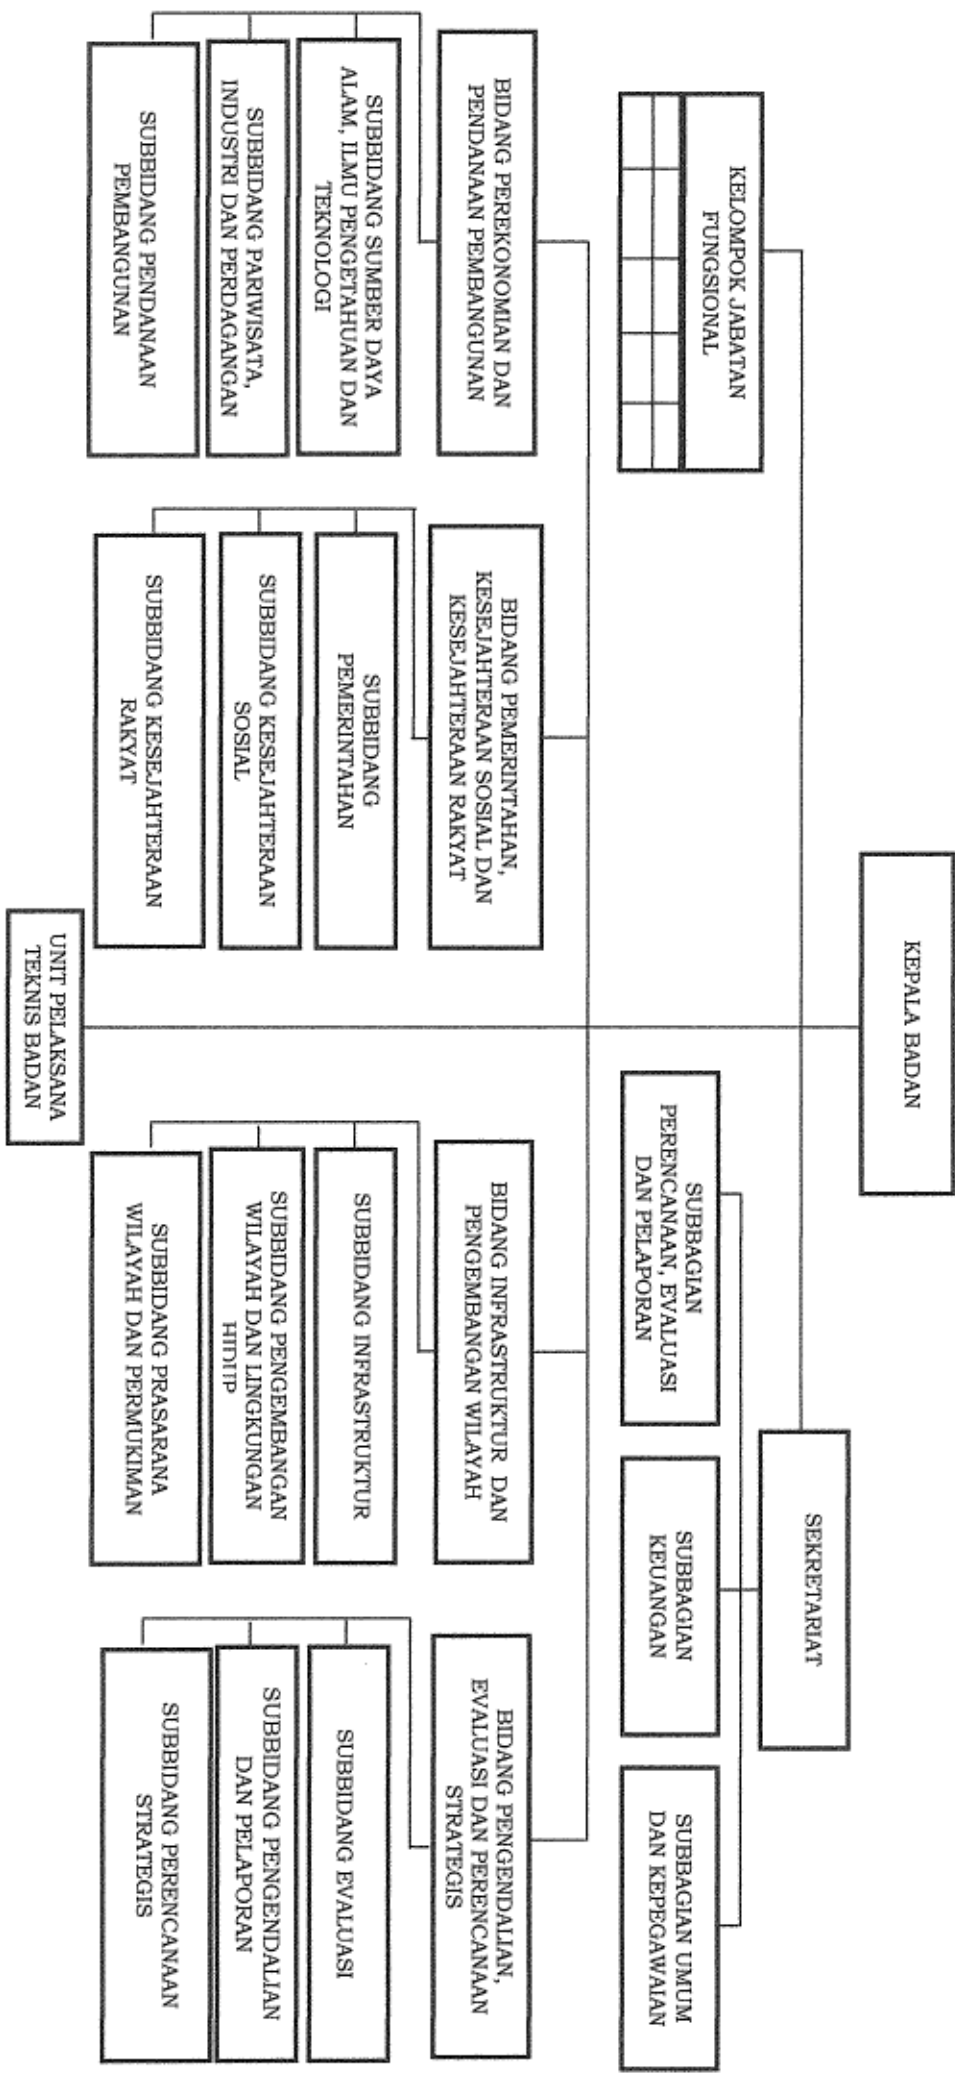 KEPALA BADAN
SEKRETARIAT
KELOMPOK JABATAN
FUNGSIONAL
SUBBAGIAN
PERENCANAAN, EVALUASI
DAN PELAPORAN
SUBBAGIAN
KEUANGAN
SUBBAGIAN UMUM
DAN KEPEGAWAIAN
BIDANG PEREKONOMIAN DAN
PENDANAAN PEMBANGUNAN
SUBBIDANG SUMBER DAYA
ALAM, ILMU PENGETAHUAN DAN
TEKNOLOGI
SUBBIDANG PARIWISATA,
INDUSTRI DAN PERDAGANGAN
SUBBIDANG PENDANAAN
PEMBANGUNAN
BIDANG PEMERINTAHAN,
KESEJAHTERAAN SOSIAL DAN
KESEJAHTERAAN RAKYAT
SUBBIDANG
PEMERINTAHAN
SUBBIDANG KESEJAHTERAAN
SOSIAL
SUBBIDANG KESEJAHTERAAN
RAKYAT
BIDANG INFRASTRUKTUR DAN
PENGEMBANGAN WILAYAH
SUBBIDANG INFRASTRUKTUR
SUBBIDANG PENGEMBANGAN
WILAYAH DAN LINGKUNGAN
HIDUP
SUBBIDANG PRASARANA
WILAYAH DAN PERMUKIMAN
BIDANG PENGENDALIAN,
EVALUASI DAN PERENCANAAN
STRATEGIS
SUBBIDANG EVALUASI
SUBBIDANG PENGENDALIAN
DAN PELAPORAN
SUBBIDANG PERENCANAAN
STRATEGIS
UNIT PELAKSANA
TEKNIS BADAN